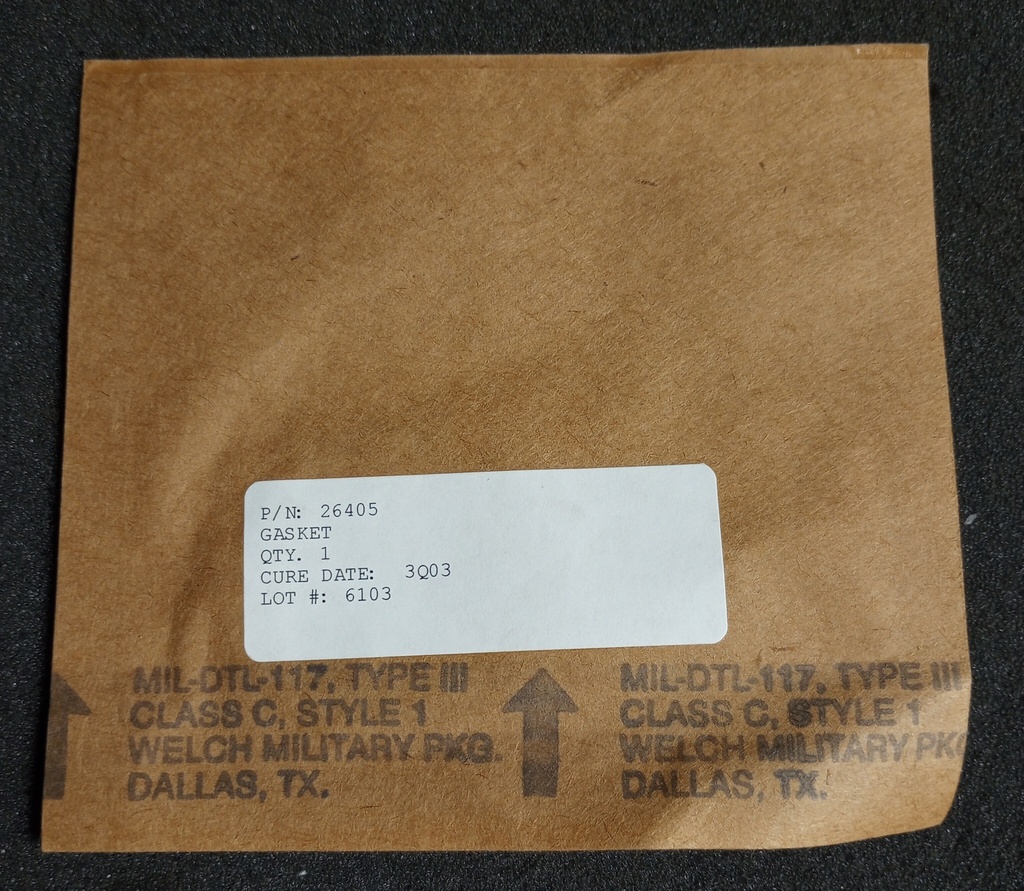 P/N: 26405
GASKET
QTY. 1
CURE DATE: 3Q03
LOT #: 6103
MIL-DTL-117, TYPE III
CLASS C, STYLE 1
WELCH MILITARY PKG.
DALLAS, TX.
MIL-DTL-117, TYPE III
CLASS C, STYLE 1
WELCH MILITARY PK
DALLAS, TX.